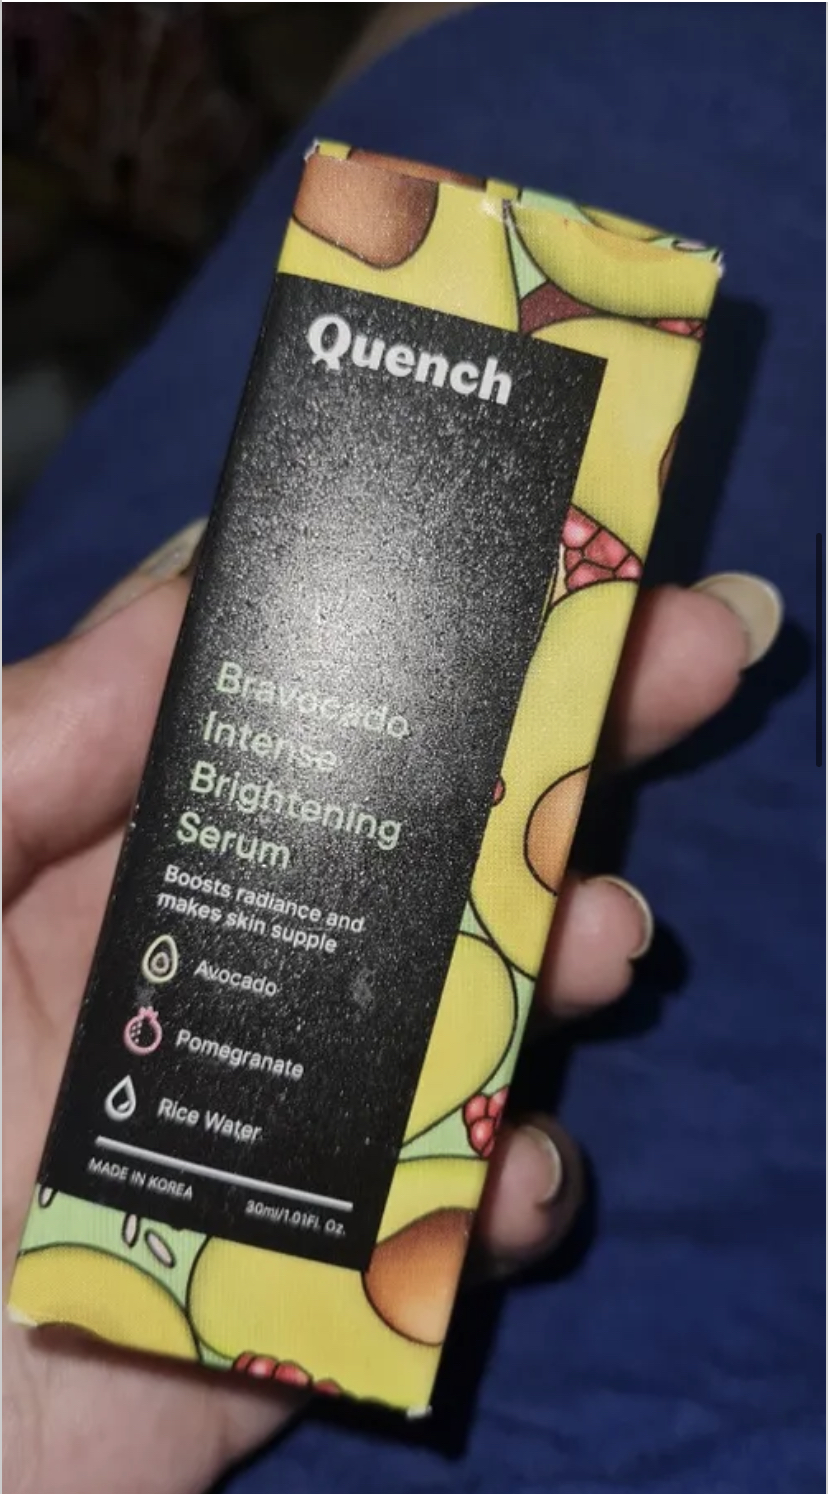 Quench
Bravocado
Intense
Brightening
Serum
Boosts radiance and
makes skin supple
Avocado
Pomegranate
Rice Water
MADE IN KOREA
30ml/1.01Fl. Oz.